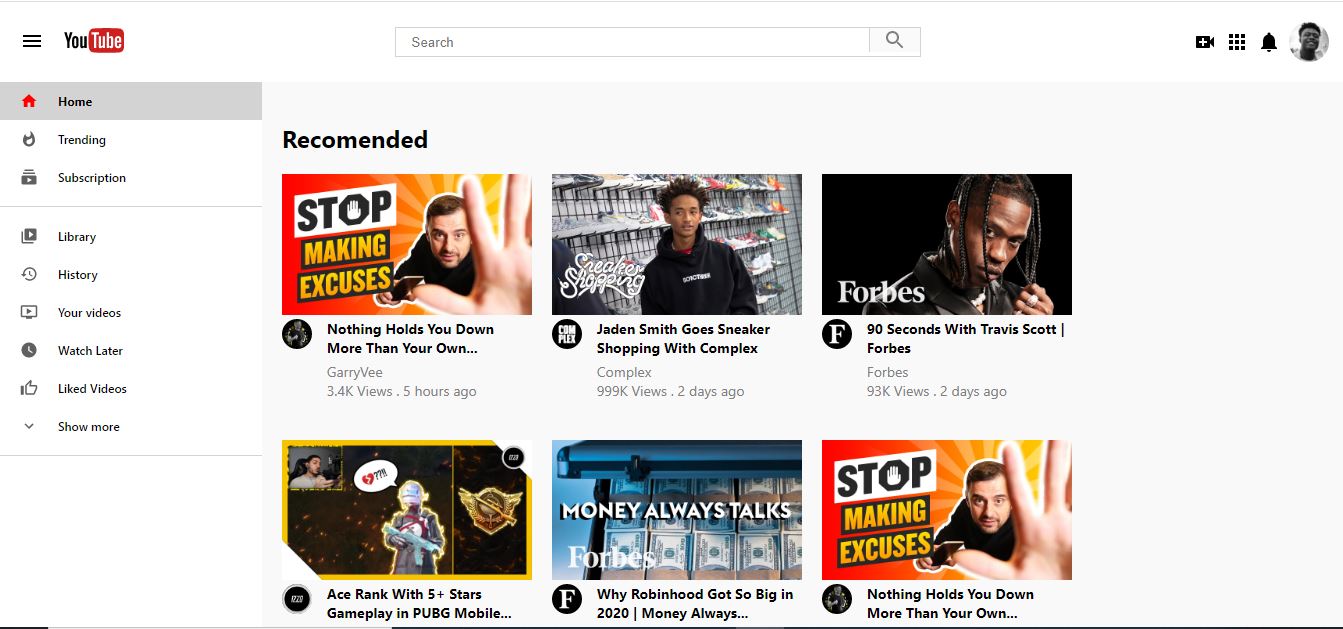 YouTube
Search
Home
Trending
Subscription
Library
History
Your videos
Watch Later
Liked Videos
Show more
Recomended
STOP
MAKING
EXCUSES
Sneaker
Shopping
GOTOTHER
Forbes
COM
PLEX
F
Nothing Holds You Down
More Than Your Own...
GarryVee
3.4K Views . 5 hours ago
Jaden Smith Goes Sneaker
Shopping With Complex
Complex
999K Views . 2 days ago
90 Seconds With Travis Scott |
Forbes
Forbes
93K Views . 2 days ago
??!!
MONEY ALWAYS TALKS
Forbes
STOP
MAKING
EXCUSES
IZZO
F
Ace Rank With 5+ Stars
Gameplay in PUBG Mobile...
Why Robinhood Got So Big in
2020 | Money Always...
Nothing Holds You Down
More Than Your Own...